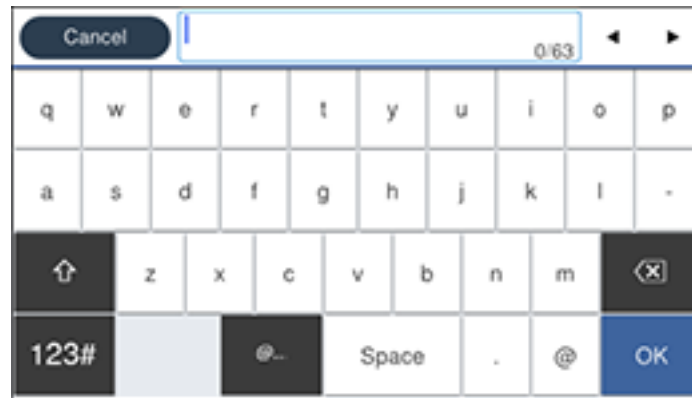 Cancel 0/63
q w e r t y u i o p
a s d f g h j k l -
z x c v b n m
123# @... Space . @ OK